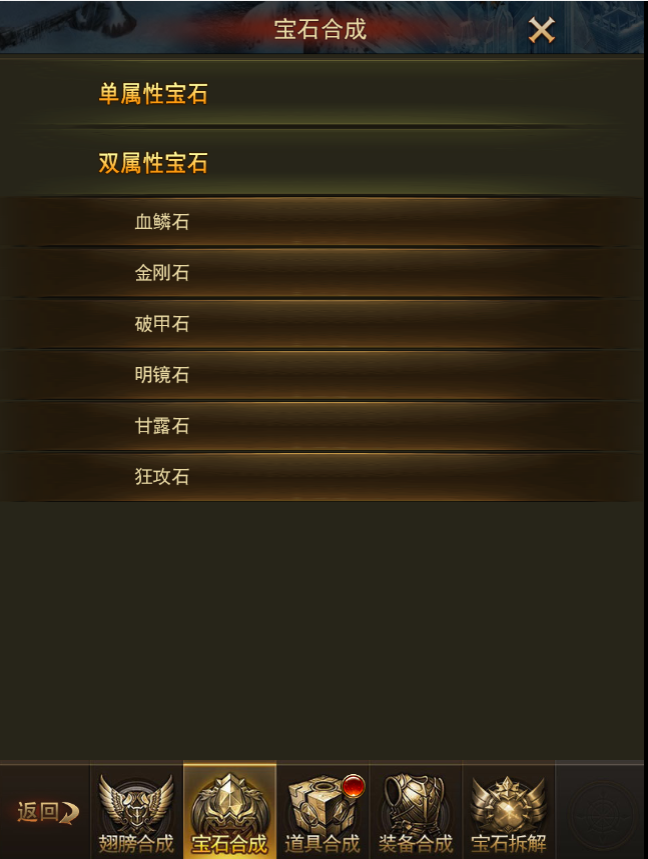 宝石合成
单属性宝石
双属性宝石
血鳞石
金刚石
破甲石
明镜石
甘露石
狂攻石
返回 翅膀合成 宝石合成 道具合成 装备合成 宝石拆解